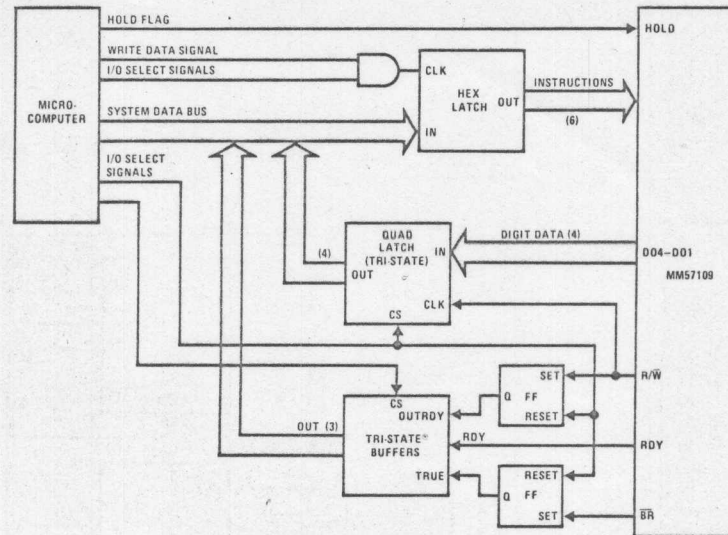 HOLD FLAG
HOLD
WRITE DATA SIGNAL
I/O SELECT SIGNALS
CLK
HEX
LATCH
OUT
IN
INSTRUCTIONS
(6)
MICRO-
COMPUTER
SYSTEM DATA BUS
I/O SELECT
SIGNALS
QUAD
LATCH
(TRI-STATE)
IN
OUT
(4)
CLK
CS
DIGIT DATA (4)
DO4–DO1
MM57109
SET
Q FF
RESET
R/W̅
CS
OUTRDY
TRI-STATE®
BUFFERS
TRUE
OUT (3)
RDY
RDY
RESET
Q FF
SET
B̅R̅